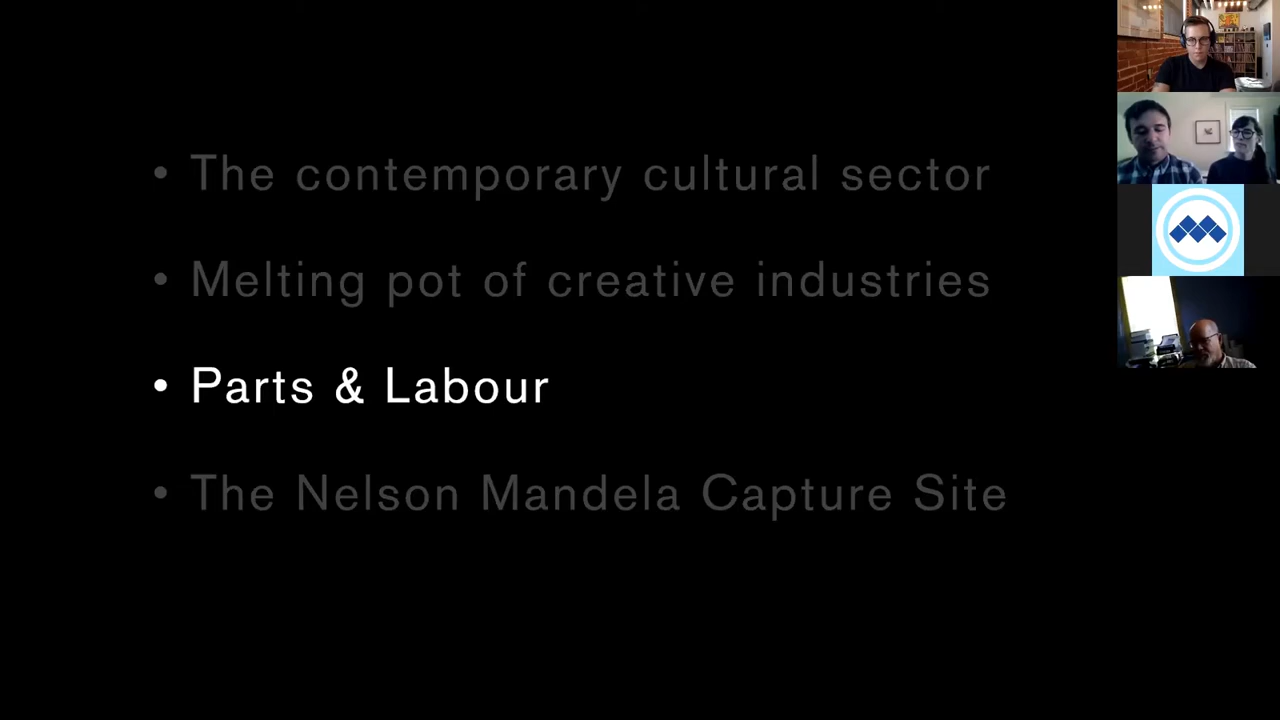 • The contemporary cultural sector
• Melting pot of creative industries
• Parts & Labour
• The Nelson Mandela Capture Site